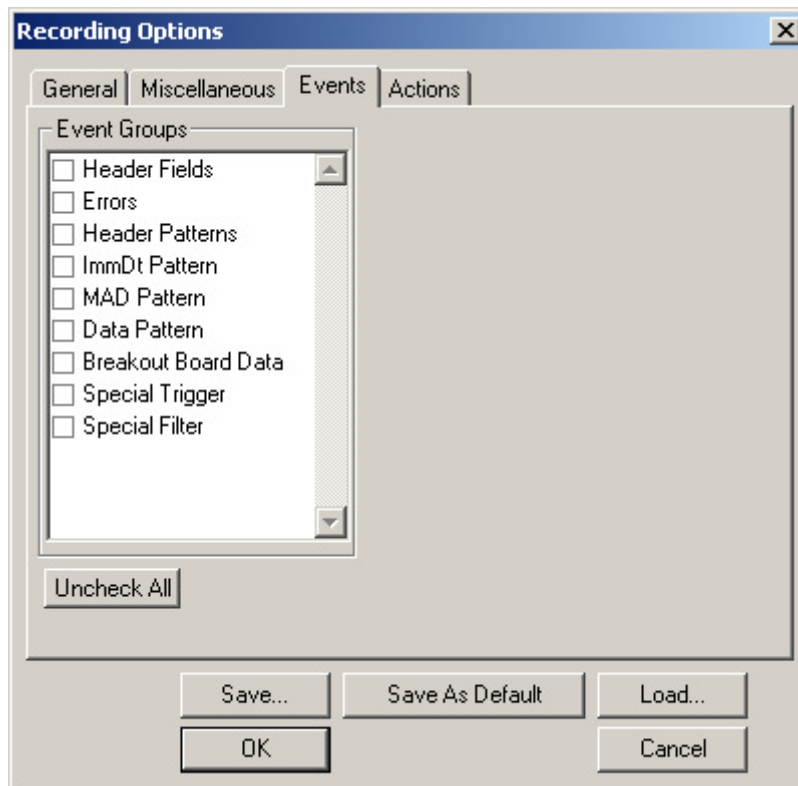 Recording Options
General Miscellaneous Events Actions
Event Groups
Header Fields
Errors
Header Patterns
ImmDt Pattern
MAD Pattern
Data Pattern
Breakout Board Data
Special Trigger
Special Filter
Uncheck All
Save... Save As Default Load...
OK Cancel